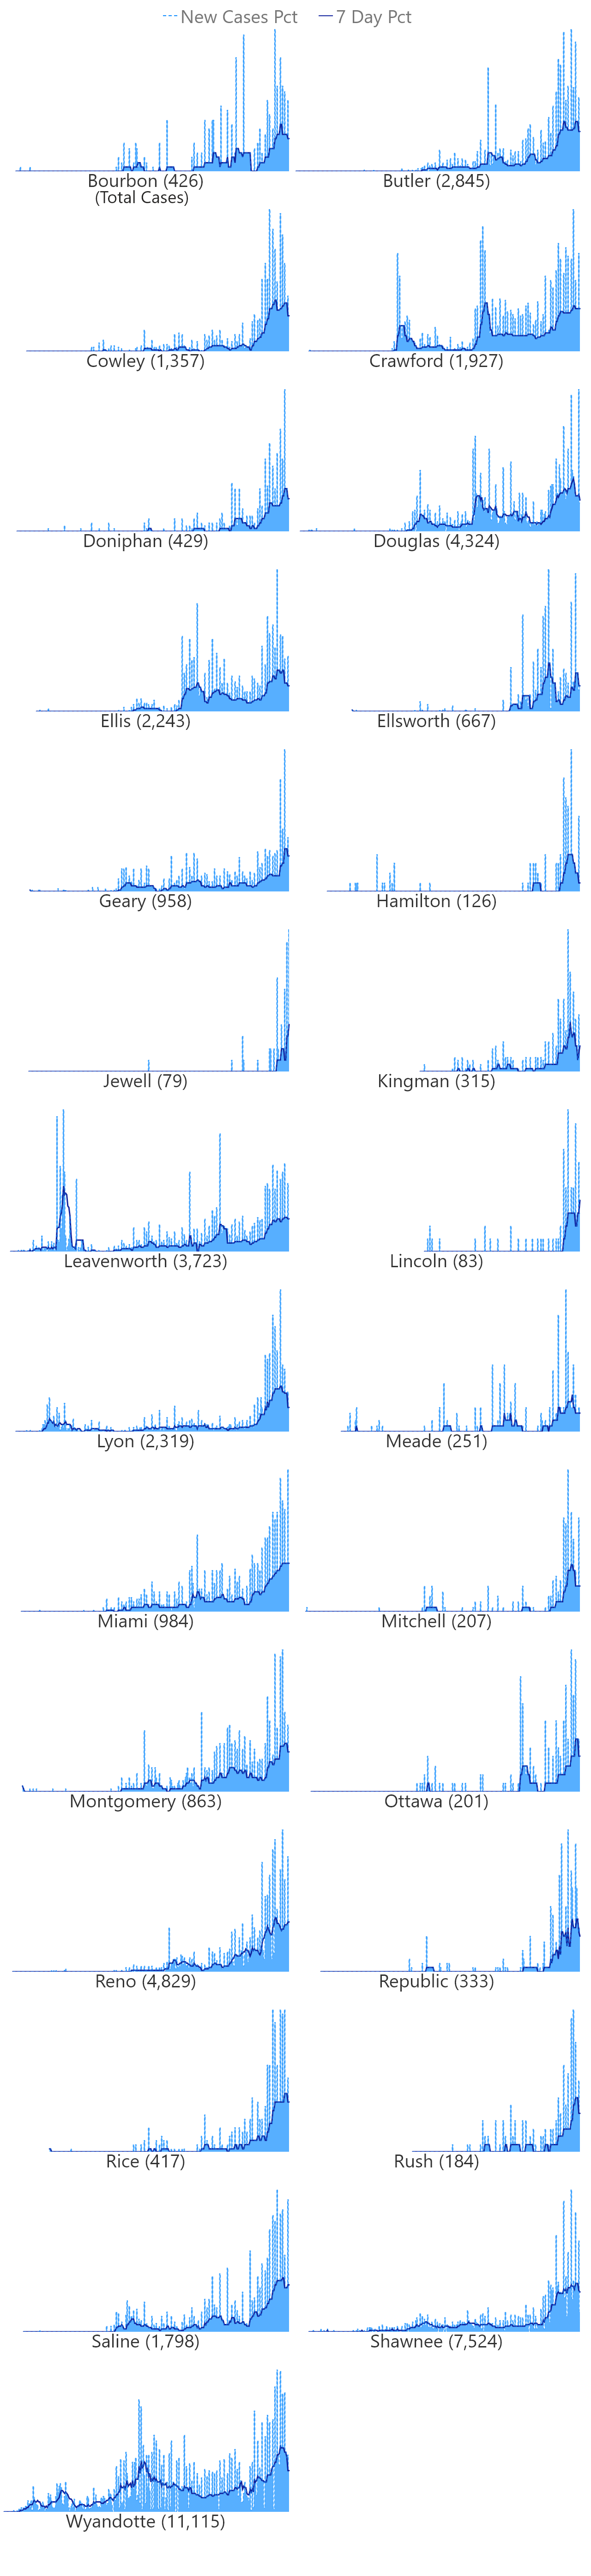 New Cases Pct 7 Day Pct
Bourbon (426) Butler (2,845)
(Total Cases)
Cowley (1,357) Crawford (1,927)
Doniphan (429) Douglas (4,324)
Ellis (2,243) Ellsworth (667)
Geary (958) Hamilton (126)
Jewell (79) Kingman (315)
Leavenworth (3,723) Lincoln (83)
Lyon (2,319) Meade (251)
Miami (984) Mitchell (207)
Montgomery (863) Ottawa (201)
Reno (4,829) Republic (333)
Rice (417) Rush (184)
Saline (1,798) Shawnee (7,524)
Wyandotte (11,115)